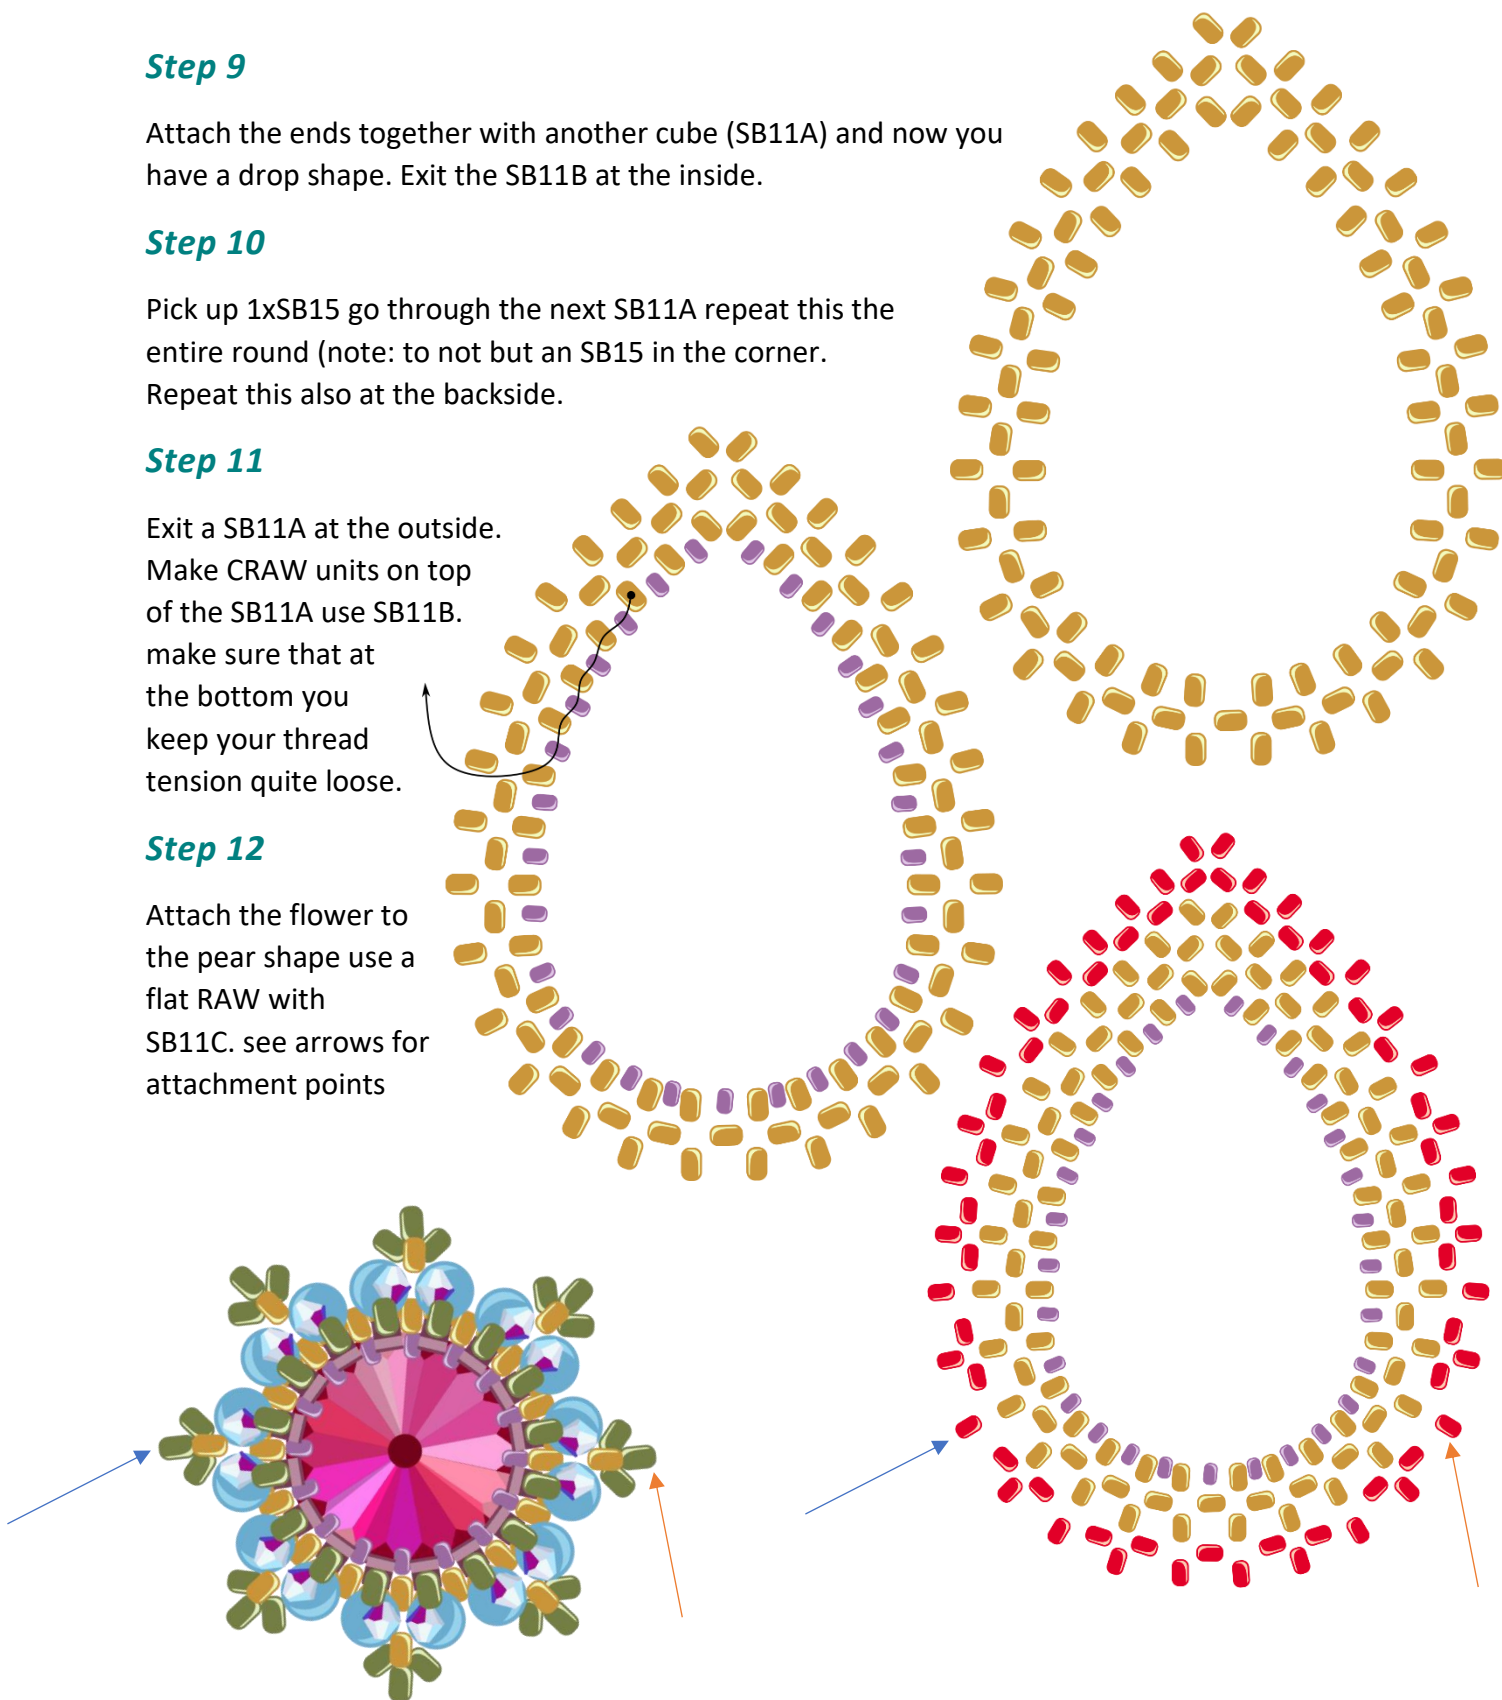 Step 9
Attach the ends together with another cube (SB11A) and now you
have a drop shape. Exit the SB11B at the inside.
Step 10
Pick up 1xSB15 go through the next SB11A repeat this the
entire round (note: to not but an SB15 in the corner.
Repeat this also at the backside.
Step 11
Exit a SB11A at the outside.
Make CRAW units on top
of the SB11A use SB11B.
make sure that at
the bottom you
keep your thread
tension quite loose.
Step 12
Attach the flower to
the pear shape use a
flat RAW with
SB11C. see arrows for
attachment points